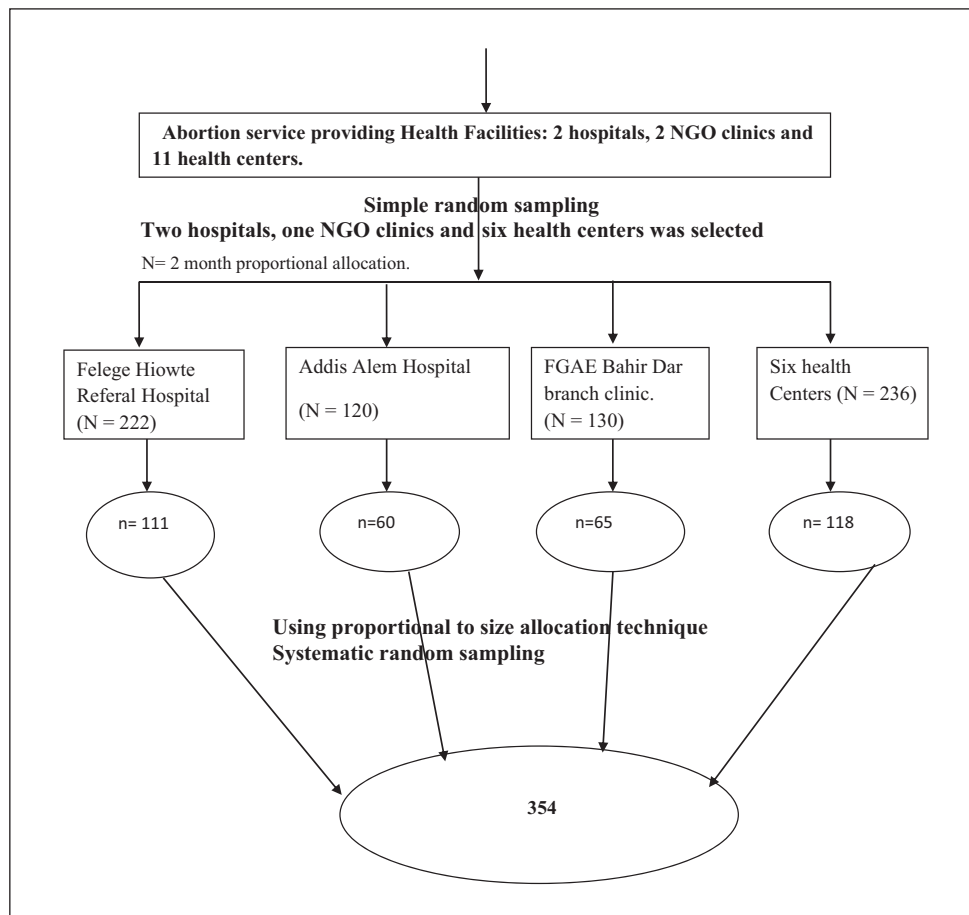 Abortion service providing Health Facilities: 2 hospitals, 2 NGO clinics and
11 health centers.
Simple random sampling
Two hospitals, one NGO clinics and six health centers was selected
N= 2 month proportional allocation.
Felege Hiowte
Referal Hospital
(N = 222)
Addis Alem Hospital
(N = 120)
FGAE Bahir Dar
branch clinic.
(N = 130)
Six health
Centers (N = 236)
n= 111
n=60
n=65
n= 118
Using proportional to size allocation technique
Systematic random sampling
354